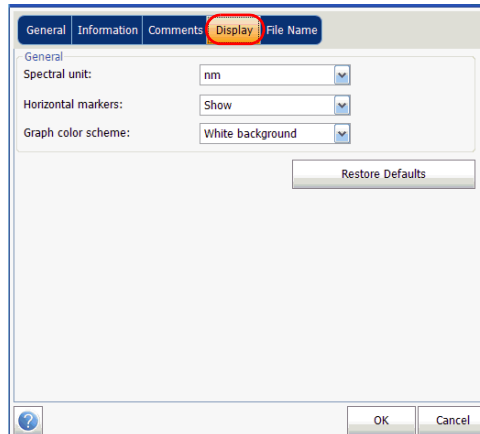 General Information Comments Display File Name
General
Spectral unit: nm
Horizontal markers: Show
Graph color scheme: White background
Restore Defaults
? OK Cancel